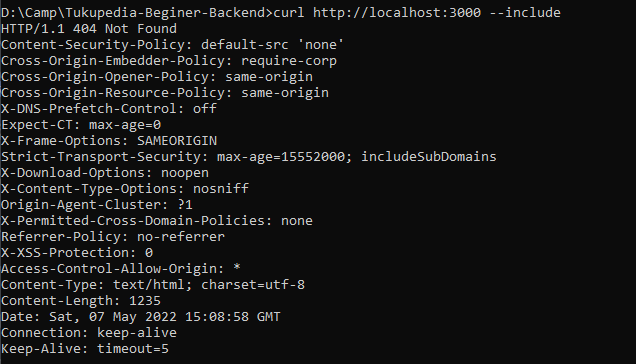 D:\Camp\Tukupedia-Beginer-Backend>curl http://localhost:3000 --include
HTTP/1.1 404 Not Found
Content-Security-Policy: default-src 'none'
Cross-Origin-Embedder-Policy: require-corp
Cross-Origin-Opener-Policy: same-origin
Cross-Origin-Resource-Policy: same-origin
X-DNS-Prefetch-Control: off
Expect-CT: max-age=0
X-Frame-Options: SAMEORIGIN
Strict-Transport-Security: max-age=15552000; includeSubDomains
X-Download-Options: noopen
X-Content-Type-Options: nosniff
Origin-Agent-Cluster: ?1
X-Permitted-Cross-Domain-Policies: none
Referrer-Policy: no-referrer
X-XSS-Protection: 0
Access-Control-Allow-Origin: *
Content-Type: text/html; charset=utf-8
Content-Length: 1235
Date: Sat, 07 May 2022 15:08:58 GMT
Connection: keep-alive
Keep-Alive: timeout=5